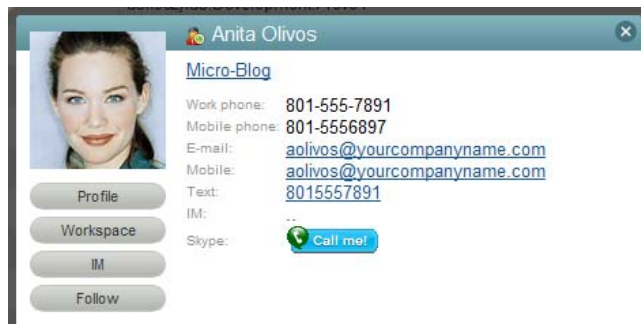 Anita Olivos
Micro-Blog
Work phone: 801-555-7891
Mobile phone: 801-5556897
E-mail: aolivos@yourcompanyname.com
Mobile: aolivos@yourcompanyname.com
Text: 8015557891
IM: --
Skype: Call me!
Profile
Workspace
IM
Follow